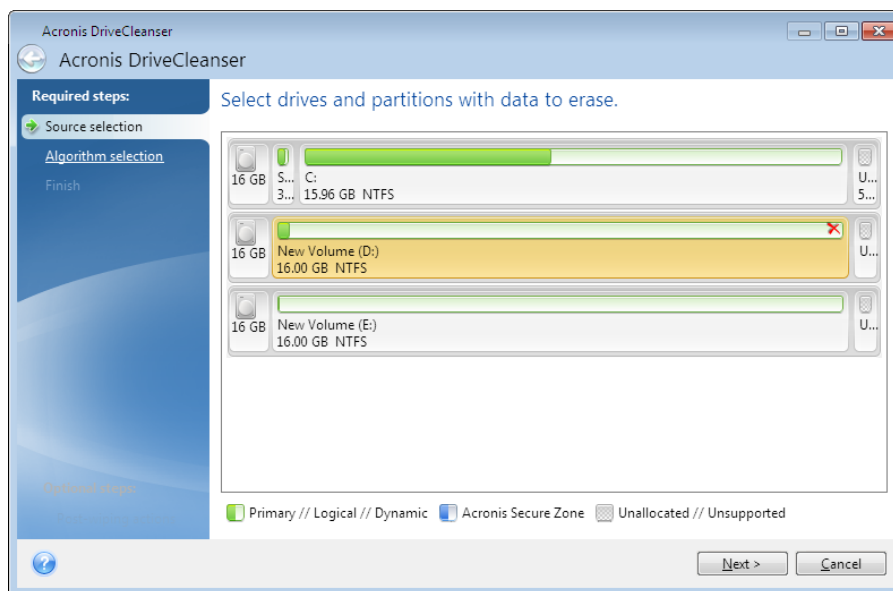 Acronis DriveCleanser
Acronis DriveCleanser
Required steps:
Source selection
Algorithm selection
Finish
Select drives and partitions with data to erase.
16 GB
S...
3...
C:
15.96 GB NTFS
U...
5...
16 GB
New Volume (D:)
16.00 GB NTFS
U...
16 GB
New Volume (E:)
16.00 GB NTFS
U...
Optional steps:
Primary // Logical // Dynamic
Acronis Secure Zone
Unallocated // Unsupported
Next >
Cancel